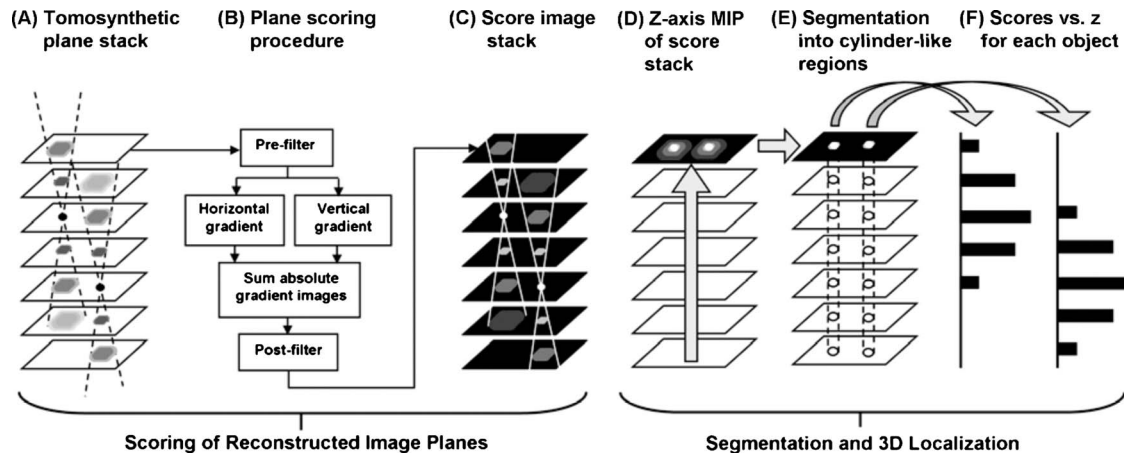 (A) Tomosynthetic
plane stack
(B) Plane scoring
procedure
(C) Score image
stack
(D) Z-axis MIP
of score
stack
(E) Segmentation
into cylinder-like
regions
(F) Scores vs. z
for each object
Pre-filter
Horizontal
gradient
Vertical
gradient
Sum absolute
gradient images
Post-filter
Scoring of Reconstructed Image Planes
Segmentation and 3D Localization